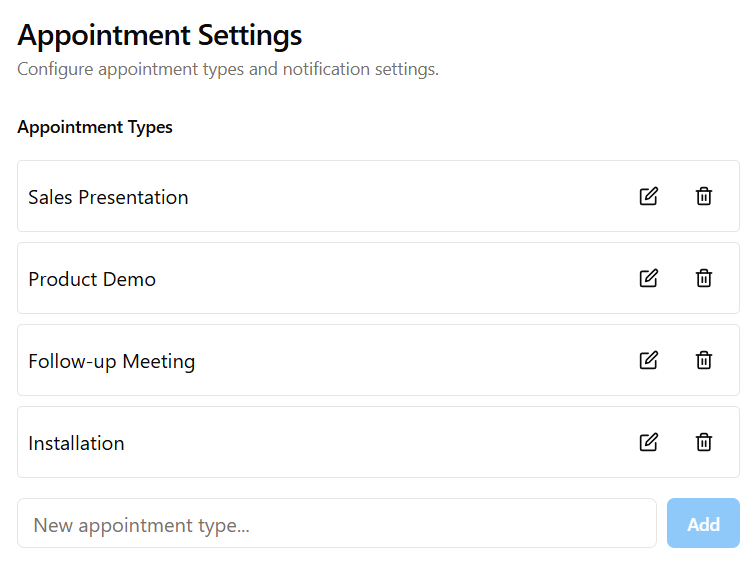 Appointment Settings
Configure appointment types and notification settings.
Appointment Types
Sales Presentation
Product Demo
Follow-up Meeting
Installation
New appointment type...
Add